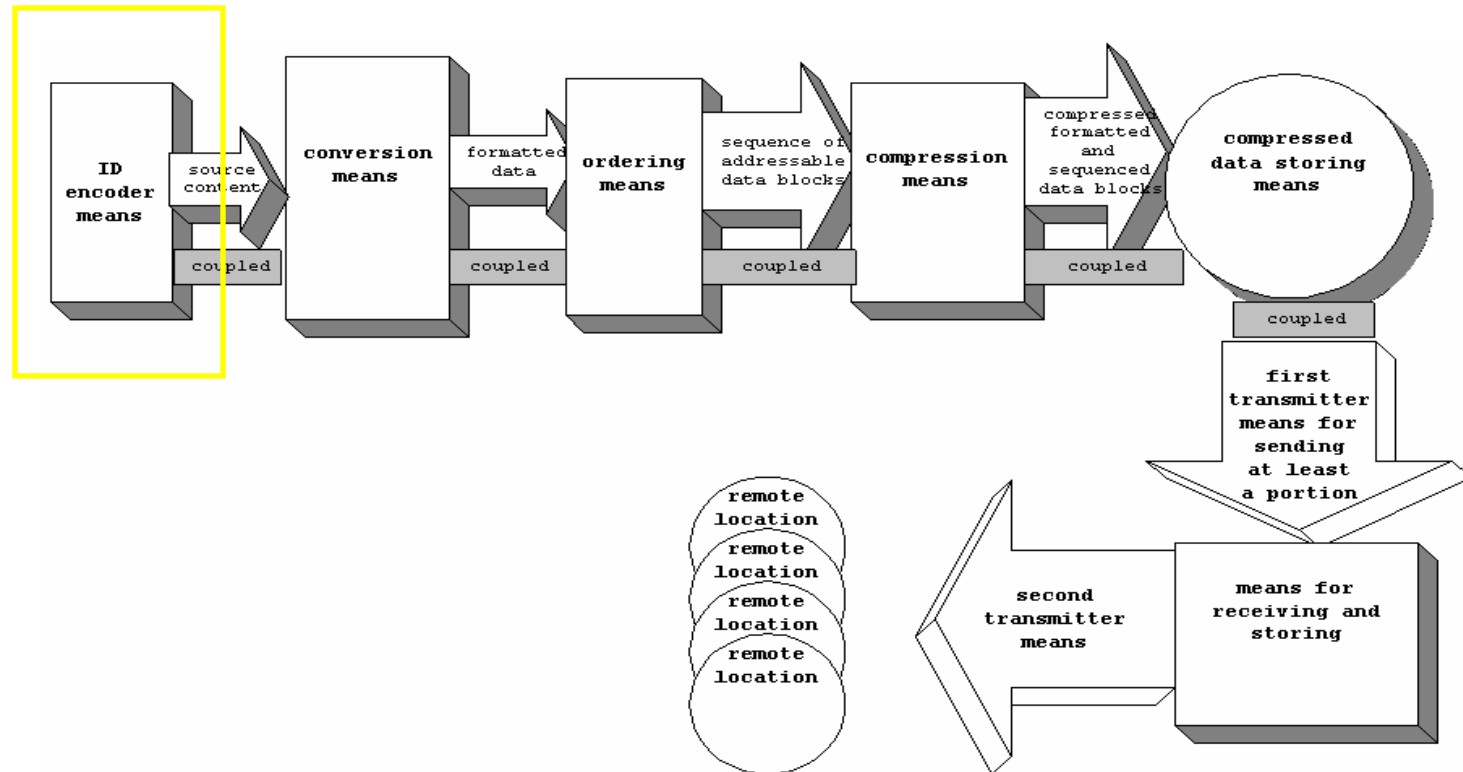 ID
encoder
means
source
content
coupled
conversion
means
formatted
data
coupled
ordering
means
sequence of
addressable
data blocks
coupled
compression
means
compressed
formatted
and
sequenced
data blocks
coupled
compressed
data storing
means
coupled
first
transmitter
means for
sending
at least
a portion
means for
receiving and
storing
second
transmitter
means
remote
location
remote
location
remote
location
remote
location